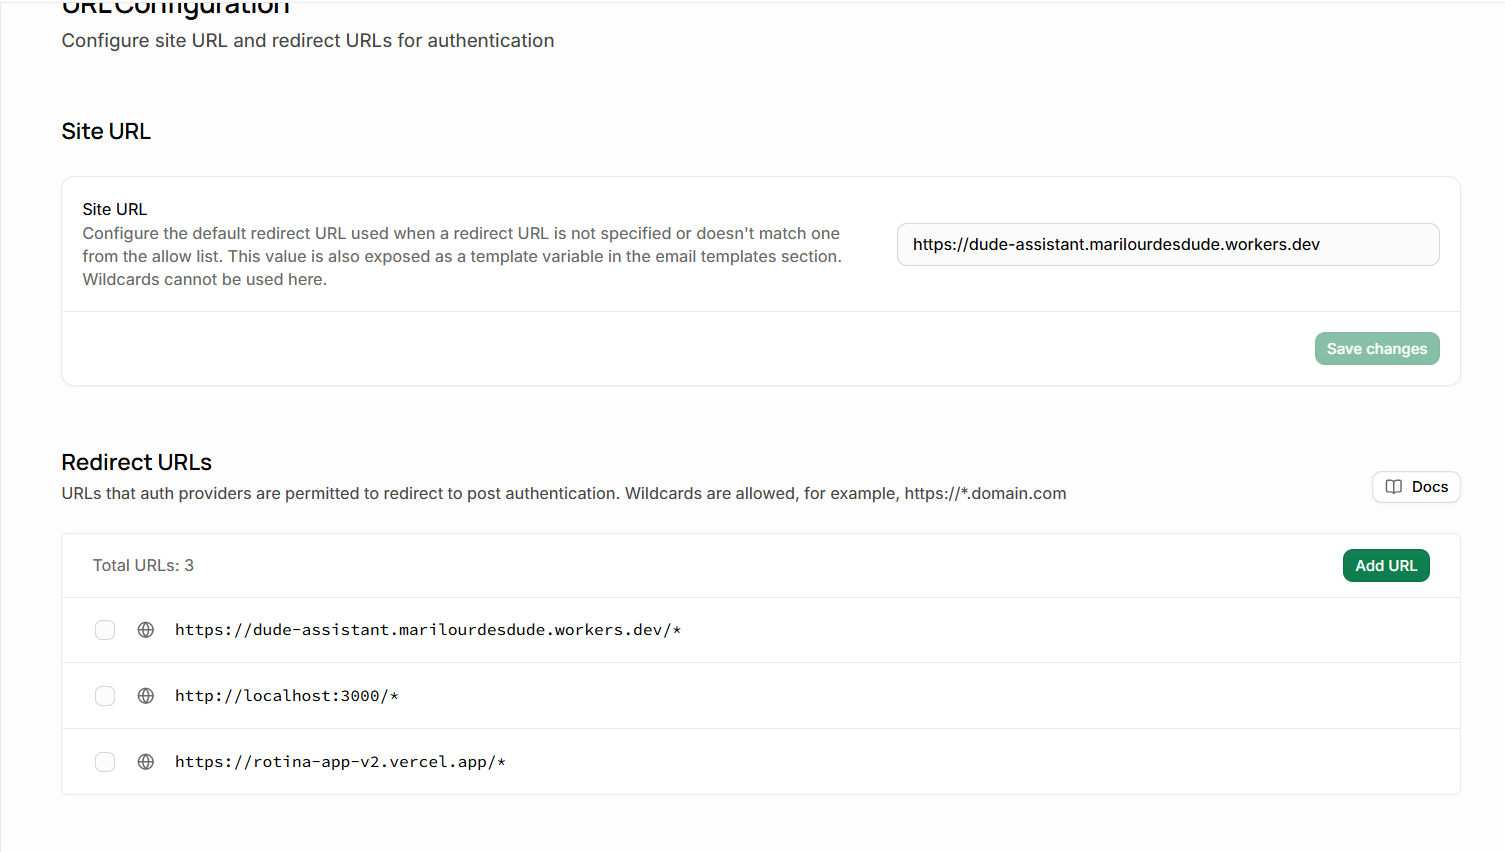 URL Configuration
Configure site URL and redirect URLs for authentication
Site URL
Site URL
Configure the default redirect URL used when a redirect URL is not specified or doesn't match one
from the allow list. This value is also exposed as a template variable in the email templates section.
Wildcards cannot be used here.
https://dude-assistant.marilourdesdude.workers.dev
Save changes
Redirect URLs
URLs that auth providers are permitted to redirect to post authentication. Wildcards are allowed, for example, https://*.domain.com
Docs
Total URLs: 3
Add URL
https://dude-assistant.marilourdesdude.workers.dev/*
http://localhost:3000/*
https://rotina-app-v2.vercel.app/*